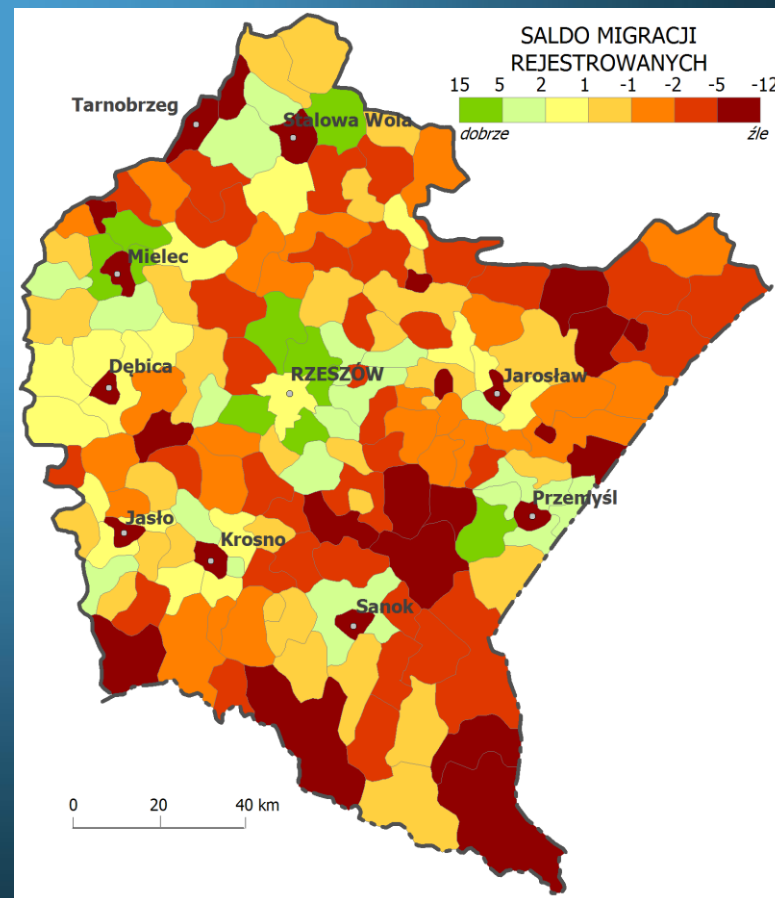 SALDO MIGRACJI
REJESTROWANYCH
15 5 2 1 -1 -2 -5 -12
dobrze źle
Tarnobrzeg
Stalowa Wola
Mielec
Dębica
RZESZÓW
Jarosław
Przemyśl
Jasło
Krosno
Sanok
0 20 40 km